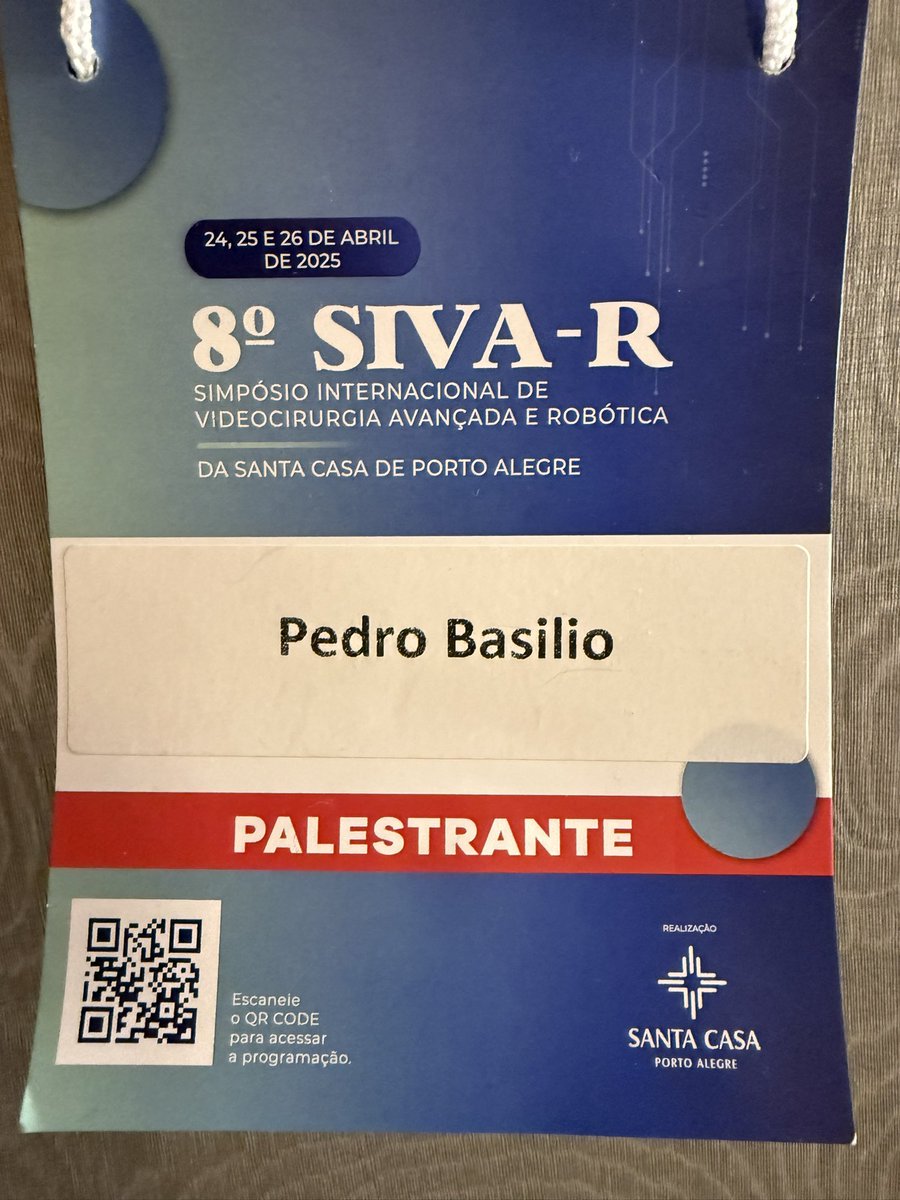 24, 25 E 26 DE ABRIL
DE 2025
8º SIVA-R
SIMPÓSIO INTERNACIONAL DE
VIDEOCIRURGIA AVANÇADA E ROBÓTICA
DA SANTA CASA DE PORTO ALEGRE
Pedro Basilio
PALESTRANTE
Escaneie
o QR CODE
para acessar
a programação.
REALIZAÇÃO
SANTA CASA
PORTO ALEGRE